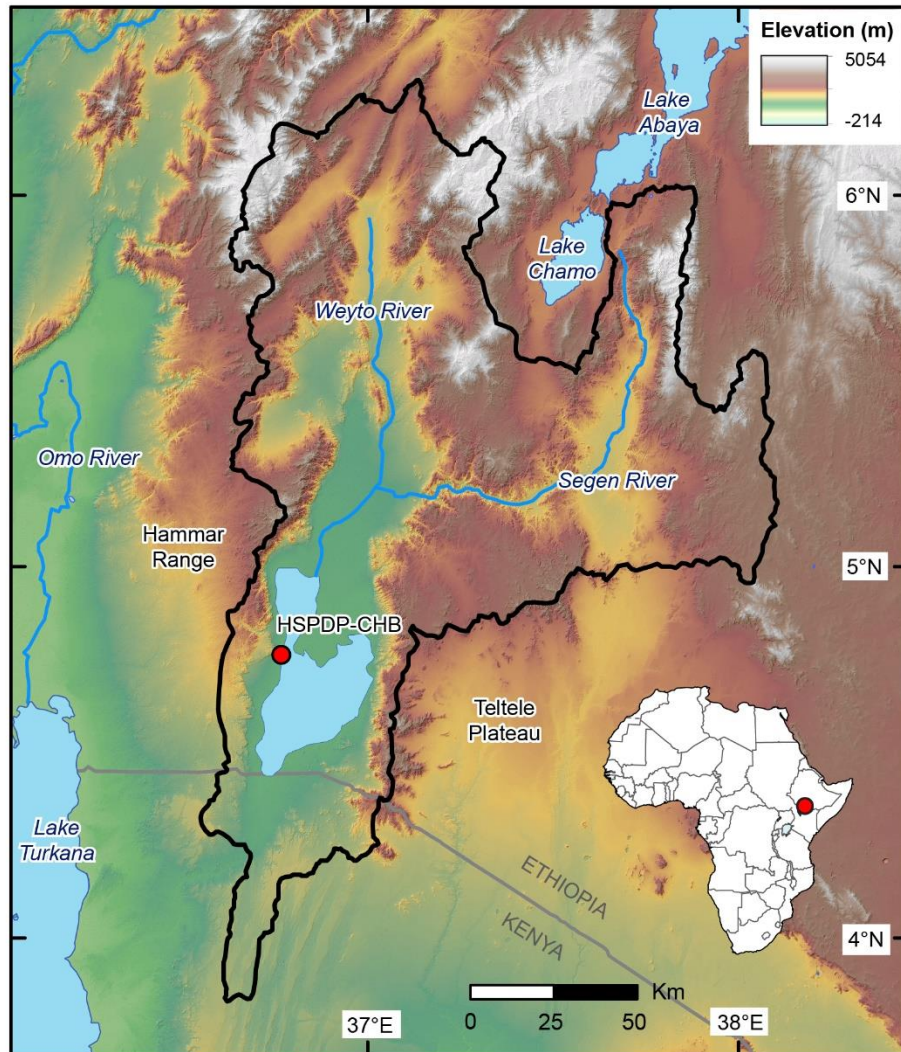 Elevation (m)
5054
-214
Lake
Abaya
6°N
Lake
Chamo
Weyto River
Omo River
Segen River
Hammar
Range
5°N
HSPDP-CHB
Teltele
Plateau
Lake
Turkana
ETHIOPIA
KENYA
4°N
Km
0
25
50
37°E
38°E